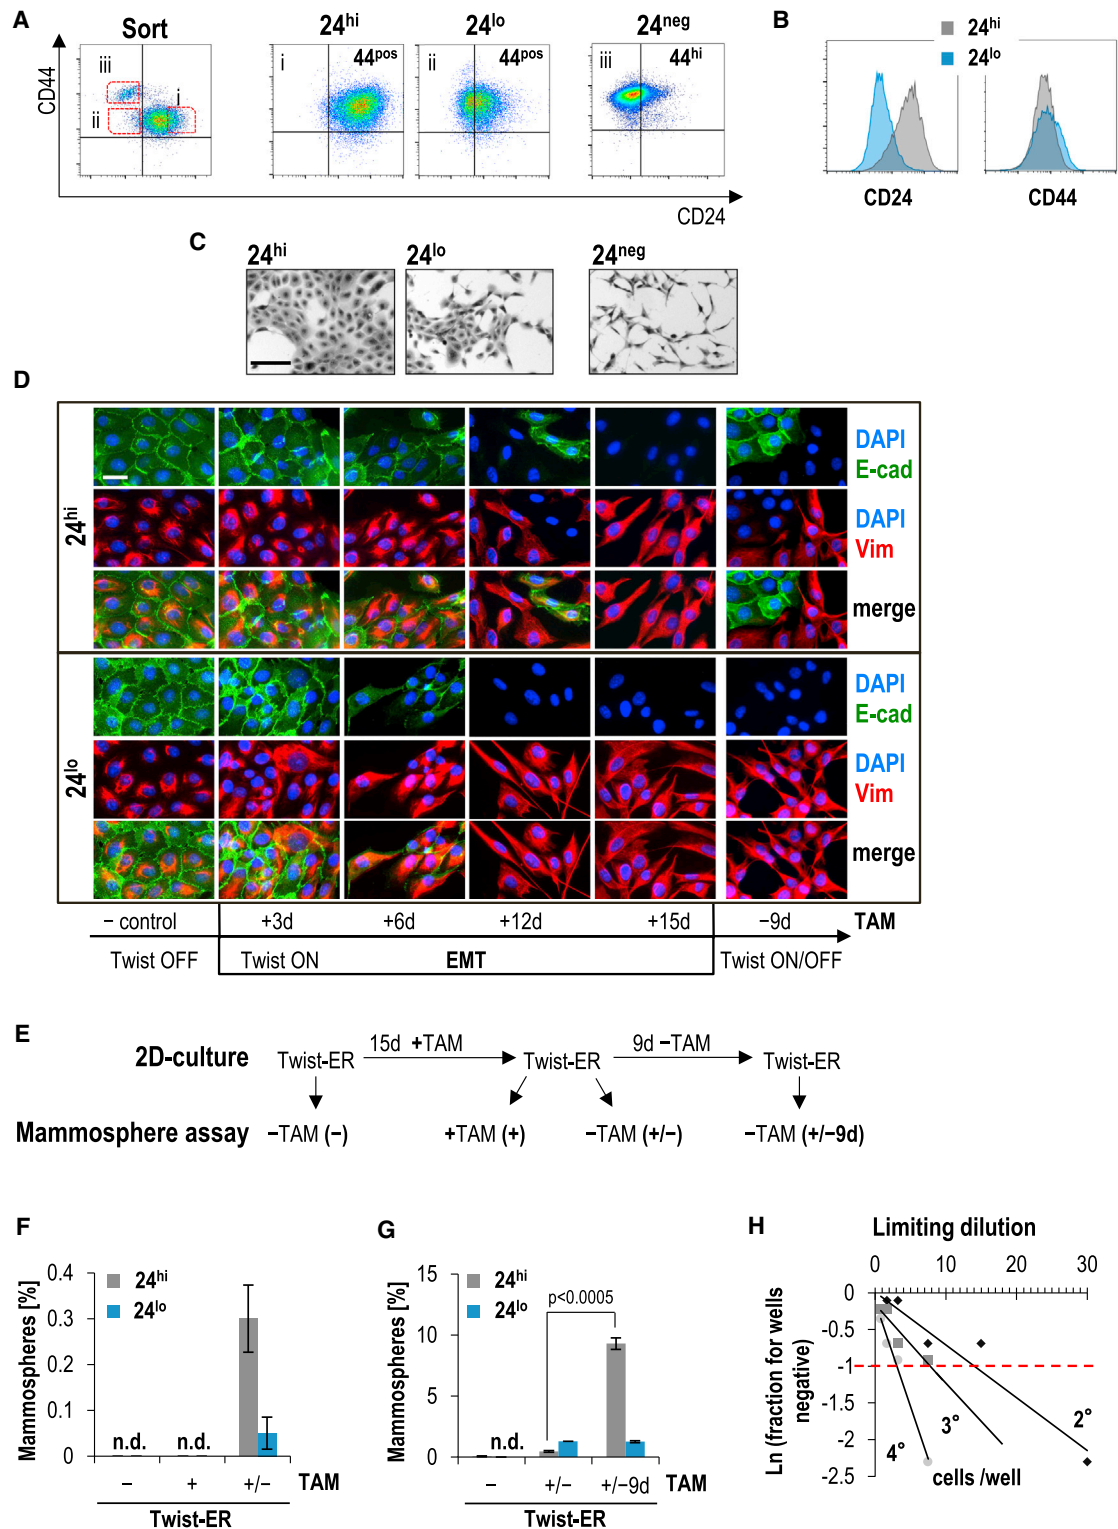 A
Sort
24hi
24lo
24neg
CD44
iii
ii
i
i
44pos
ii
44pos
iii
44hi
CD24
B
24hi
24lo
CD24
CD44
C
24hi
24lo
24neg
D
24hi
DAPI
E-cad
DAPI
Vim
merge
24lo
DAPI
E-cad
DAPI
Vim
merge
− control
+3d
+6d
+12d
+15d
−9d
TAM
Twist OFF
Twist ON
EMT
Twist ON/OFF
E
2D-culture
Twist-ER
15d +TAM
Twist-ER
9d −TAM
Twist-ER
Mammosphere assay
−TAM (−)
+TAM (+)
−TAM (+/−)
−TAM (+/−9d)
F
Mammospheres [%]
0.4
0.3
0.2
0.1
0
24hi
24lo
n.d.
n.d.
−
+
+/−
TAM
Twist-ER
G
Mammospheres [%]
15
10
5
0
24hi
24lo
p<0.0005
n.d.
−
+/−
+/−9d
TAM
Twist-ER
H
Limiting dilution
0
10
20
30
Ln (fraction for wells
negative)
0
-0.5
-1
-1.5
-2
-2.5
4°
3°
2°
cells /well